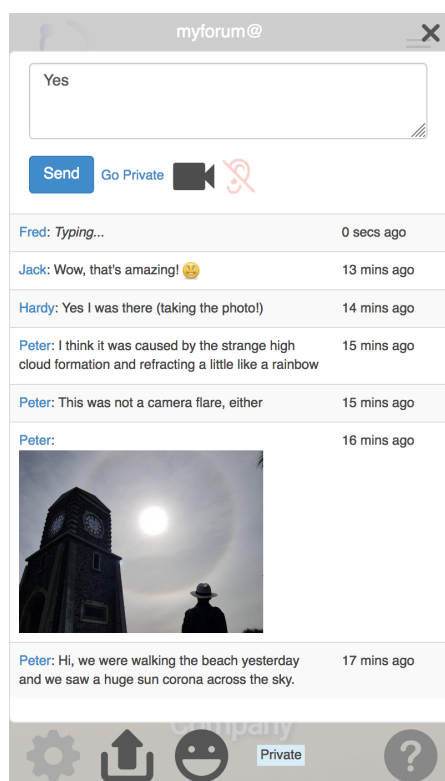 myforum@
Yes
Send Go Private
Fred: Typing... 0 secs ago
Jack: Wow, that's amazing! 13 mins ago
Hardy: Yes I was there (taking the photo!) 14 mins ago
Peter: I think it was caused by the strange high 15 mins ago
cloud formation and refracting a little like a rainbow
Peter: This was not a camera flare, either 15 mins ago
Peter: 16 mins ago
Peter: Hi, we were walking the beach yesterday 17 mins ago
and we saw a huge sun corona across the sky.
company
Private
?